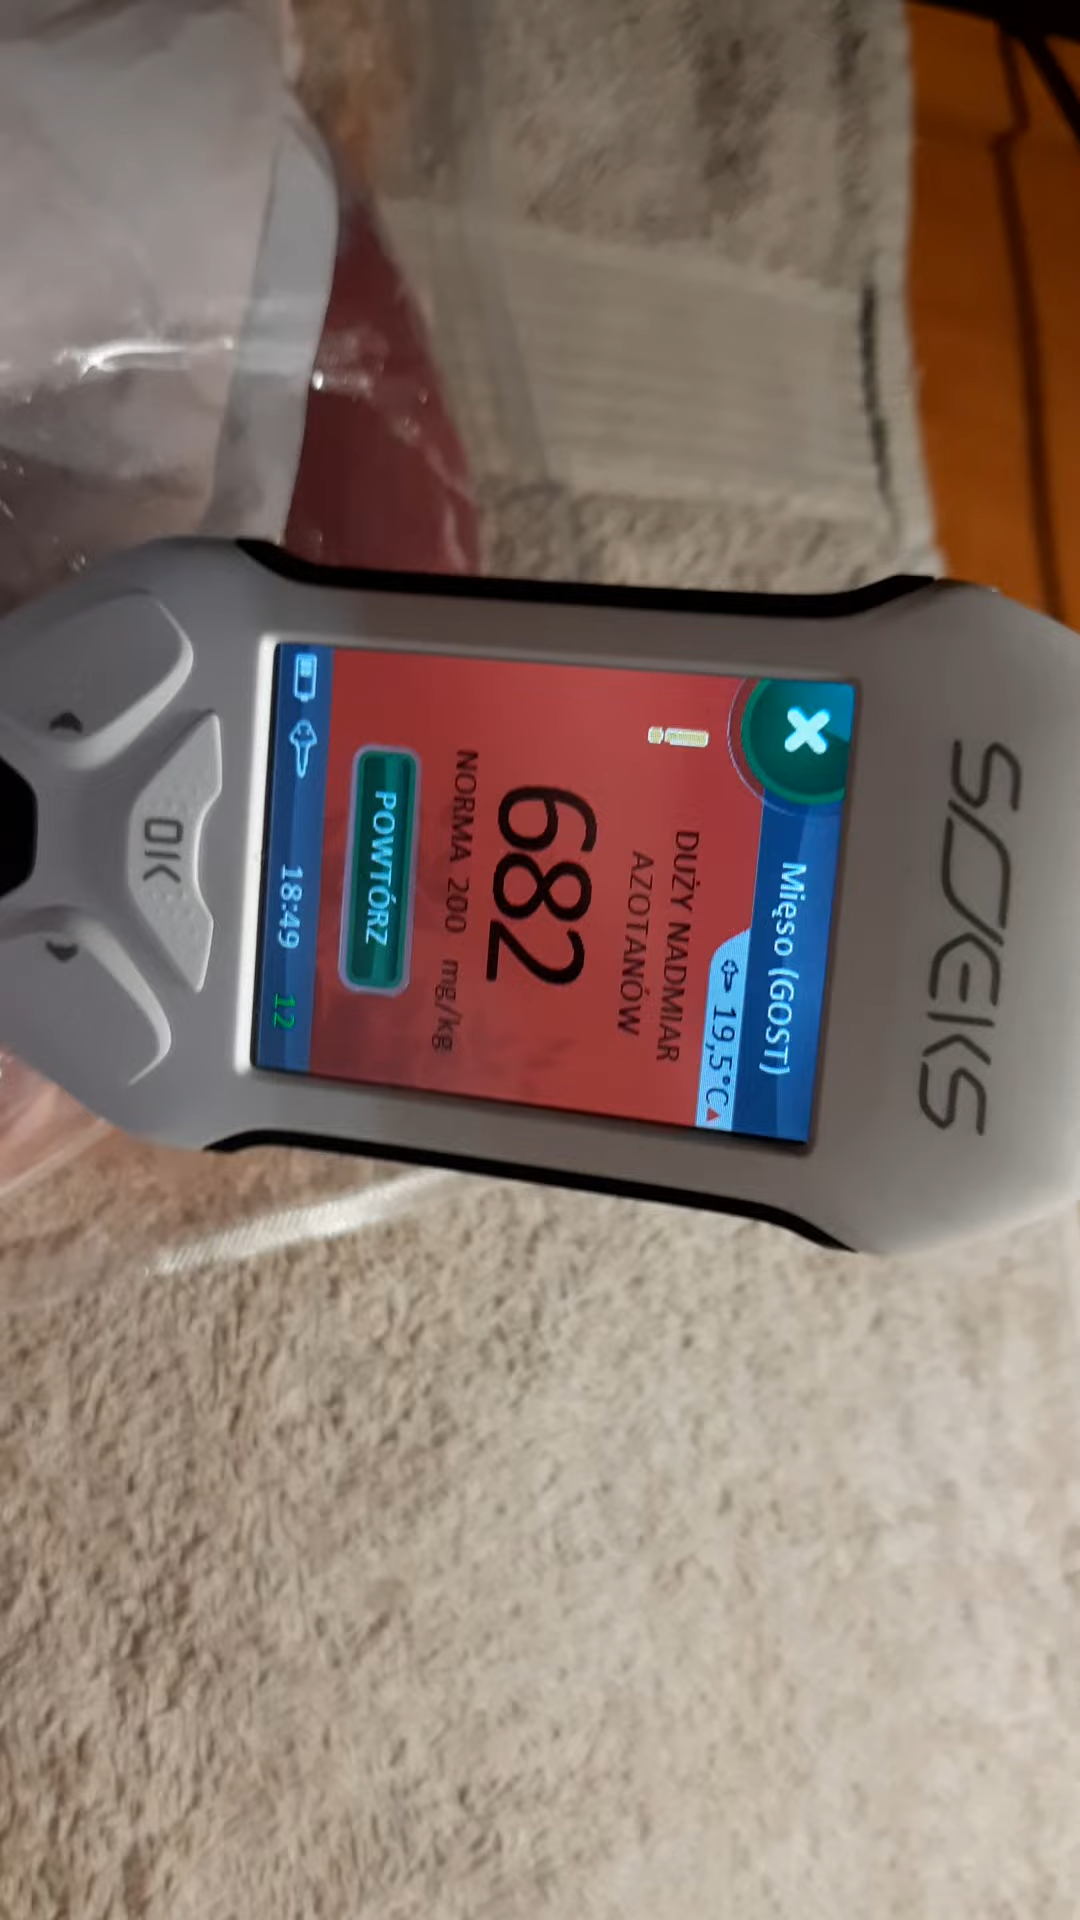 SOEKS
Mięso (GOST)
19,5°C
DUŻY NADMIAR
AZOTANÓW
682
NORMA 200 mg/kg
POWTÓRZ
18:49 12
OK